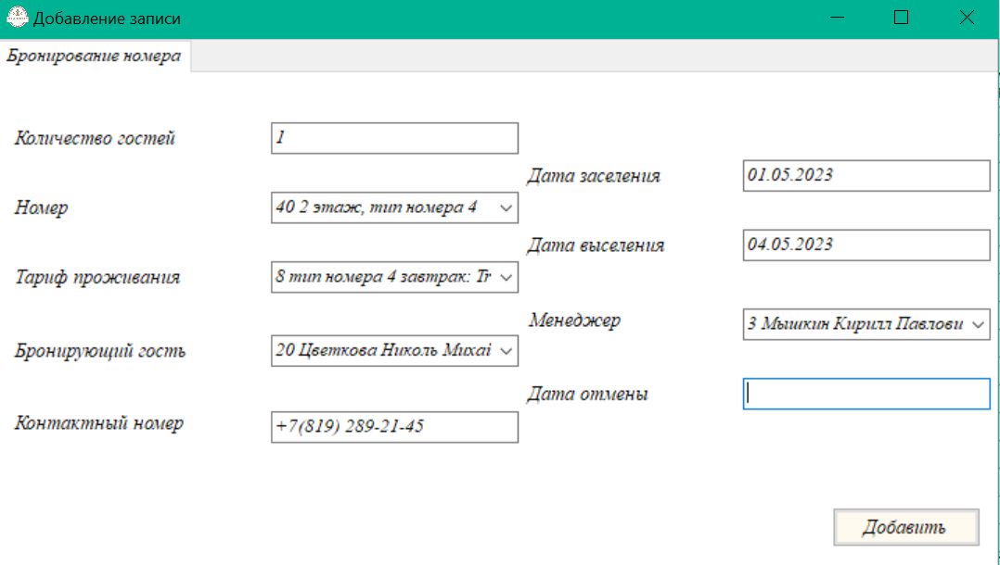 Добавление записи
Бронирование номера
Количество гостей
1
Номер
40 2 этаж, тип номера 4
Тариф проживания
8 тип номера 4 завтрак: Tr
Бронирующий гость
20 Цветкова Николь Михаi
Контактный номер
+7(819) 289-21-45
Дата заселения
01.05.2023
Дата выселения
04.05.2023
Менеджер
3 Мышкин Кирилл Павлови
Дата отмены
Добавить